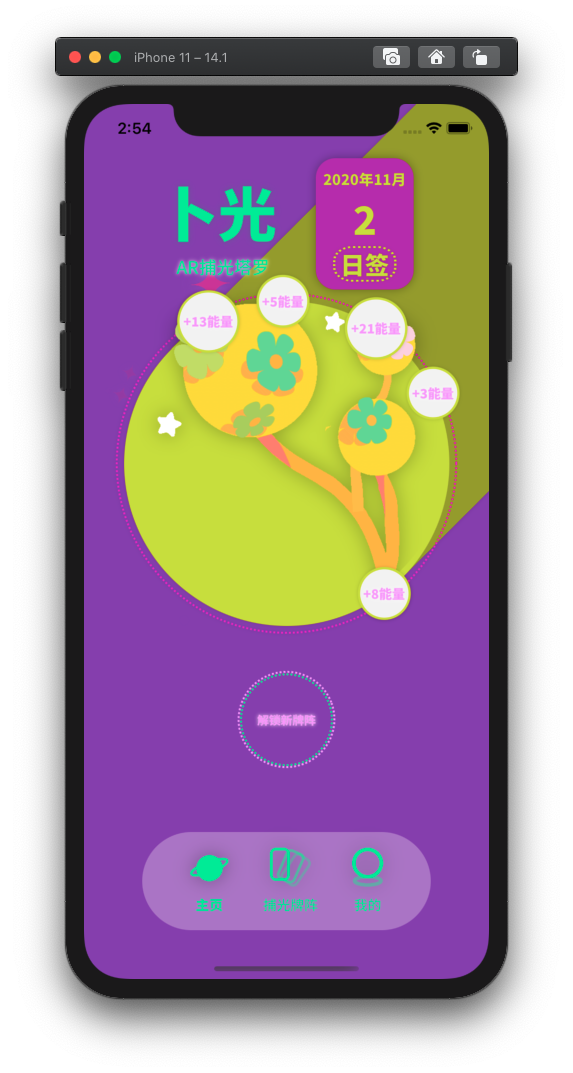 iPhone 11 – 14.1
2:54
卜光
AR捕光塔罗
2020年11月
2
日签
+13能量
+5能量
+21能量
+3能量
+8能量
解锁新牌阵
主页
捕光牌阵
我的